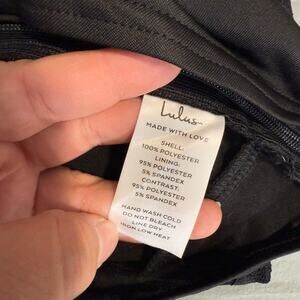 Lulus
MADE WITH LOVE
SHELL:
100% POLYESTER
LINING:
95% POLYESTER
5% SPANDEX
CONTRAST:
95% POLYESTER
5% SPANDEX
HAND WASH COLD
DO NOT BLEACH
LINE DRY
IRON LOW HEAT